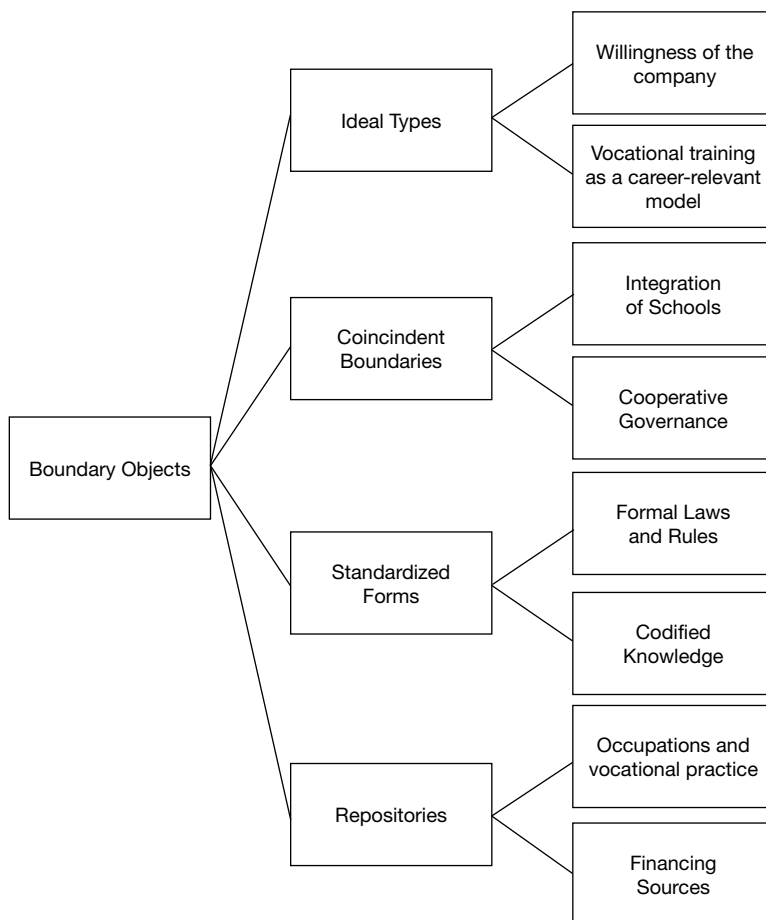 Boundary Objects
Ideal Types
Willingness of the
company
Vocational training
as a career-relevant
model
Coincindent
Boundaries
Integration
of Schools
Cooperative
Governance
Standardized
Forms
Formal Laws
and Rules
Codified
Knowledge
Repositories
Occupations and
vocational practice
Financing
Sources